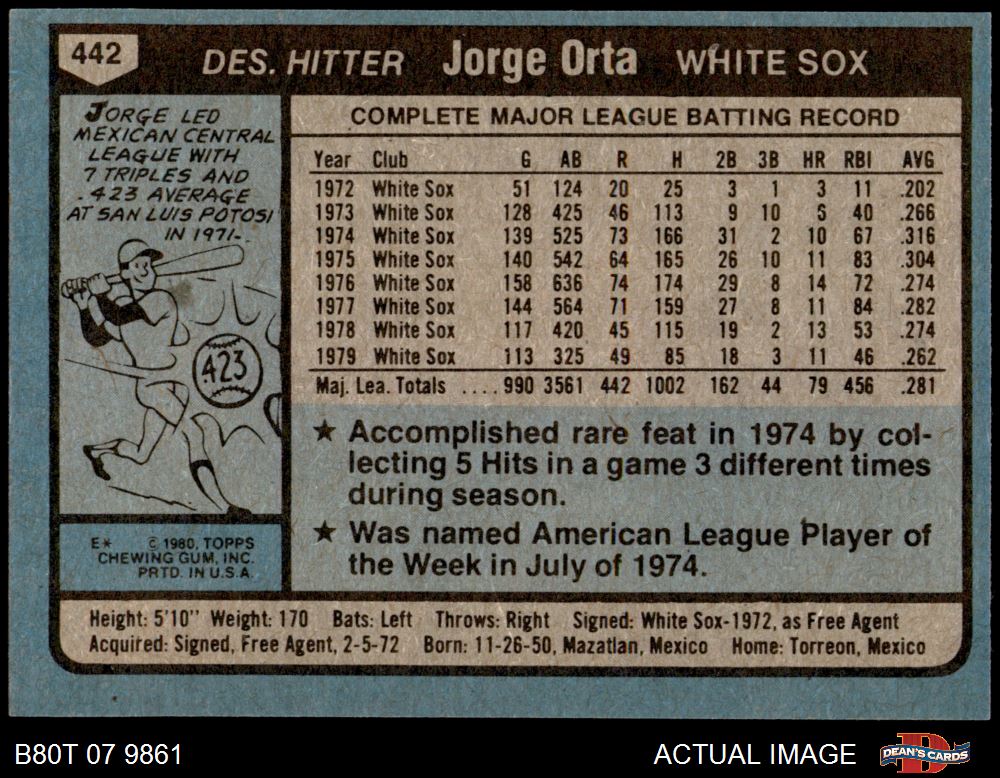 442
DES. HITTER Jorge Orta WHITE SOX
JORGE LED
MEXICAN CENTRAL
LEAGUE WITH
7 TRIPLES AND
.423 AVERAGE
AT SAN LUIS POTOSI
IN 1971.
.423
E* © 1980, TOPPS
CHEWING GUM, INC.
PRTD. IN U.S.A.
COMPLETE MAJOR LEAGUE BATTING RECORD
Year Club G AB R H 2B 3B HR RBI AVG
1972 White Sox 51 124 20 25 3 1 3 11 .202
1973 White Sox 128 425 46 113 9 10 5 40 .266
1974 White Sox 139 525 73 166 31 2 10 67 .316
1975 White Sox 140 542 64 165 26 10 11 83 .304
1976 White Sox 158 636 74 174 29 8 14 72 .274
1977 White Sox 144 564 71 159 27 8 11 84 .282
1978 White Sox 117 420 45 115 19 2 13 53 .274
1979 White Sox 113 325 49 85 18 3 11 46 .262
Maj. Lea. Totals .... 990 3561 442 1002 162 44 79 456 .281
★ Accomplished rare feat in 1974 by col-
lecting 5 Hits in a game 3 different times
during season.
★ Was named American League Player of
the Week in July of 1974.
Height: 5'10" Weight: 170 Bats: Left Throws: Right Signed: White Sox-1972, as Free Agent
Acquired: Signed, Free Agent, 2-5-72 Born: 11-26-50, Mazatlan, Mexico Home: Torreon, Mexico
B80T 07 9861 ACTUAL IMAGE DEAN'S CARDS